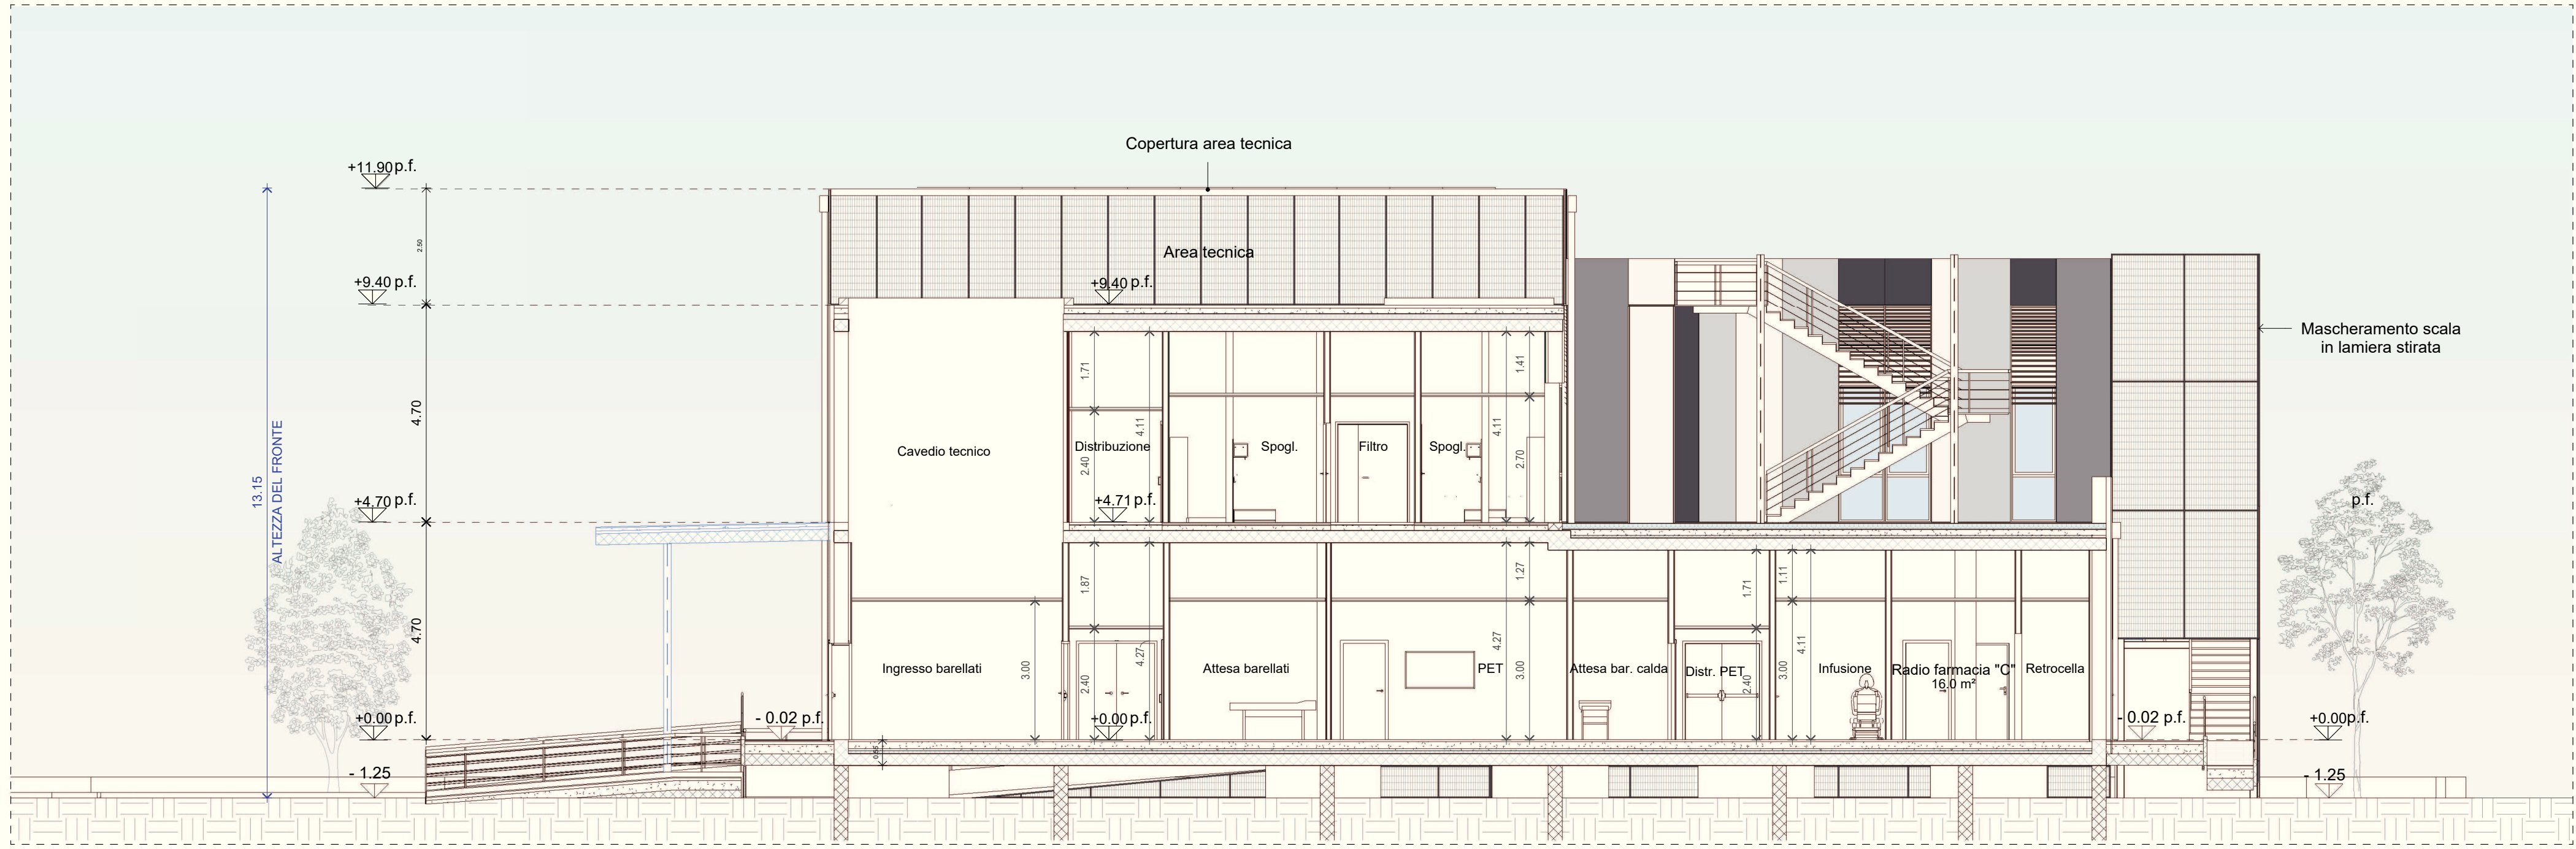 Copertura area tecnica
+11.90 p.f.
2.50
Area tecnica
+9.40 p.f.
+9.40 p.f.
Mascheramento scala
in lamiera stirata
1.71
1.41
4.70
4.11
4.11
Cavedio tecnico
Distribuzione
Spogl.
Filtro
Spogl.
2.40
2.70
13.15
ALTEZZA DEL FRONTE
+4.70 p.f.
+4.71 p.f.
p.f.
1.87
1.27
1.71
1.11
4.70
4.27
4.27
4.11
Ingresso barellati
3.00
2.40
Attesa barellati
PET
3.00
Attesa bar. calda
Distr. PET
2.40
3.00
Infusione
Radio farmacia "C"
16.0 m²
Retrocella
+0.00 p.f.
- 0.02 p.f.
+0.00 p.f.
- 0.02 p.f.
+0.00p.f.
- 1.25
- 1.25